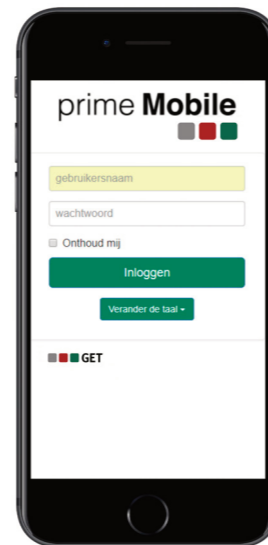 prime Mobile
gebruikersnaam
wachtwoord
Onthoud mij
Inloggen
Verander de taal
GET